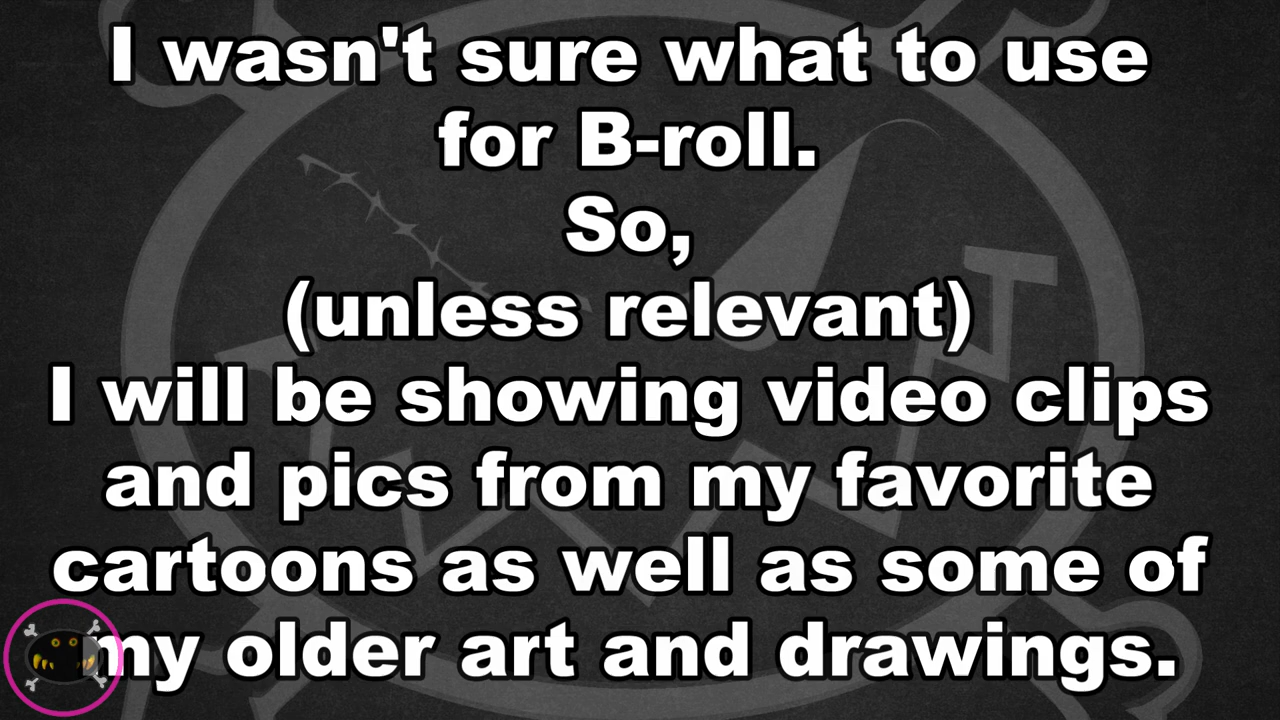 I wasn't sure what to use
for B-roll.
So,
(unless relevant)
I will be showing video clips
and pics from my favorite
cartoons as well as some of
my older art and drawings.